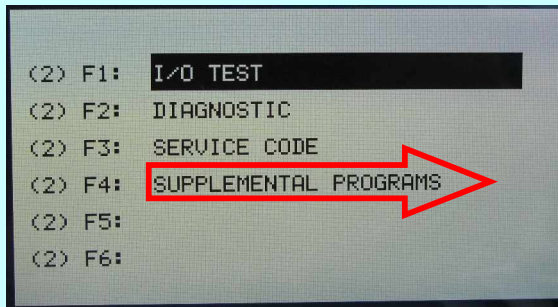 (2) F1: I/O TEST
(2) F2: DIAGNOSTIC
(2) F3: SERVICE CODE
(2) F4: SUPPLEMENTAL PROGRAMS
(2) F5:
(2) F6: